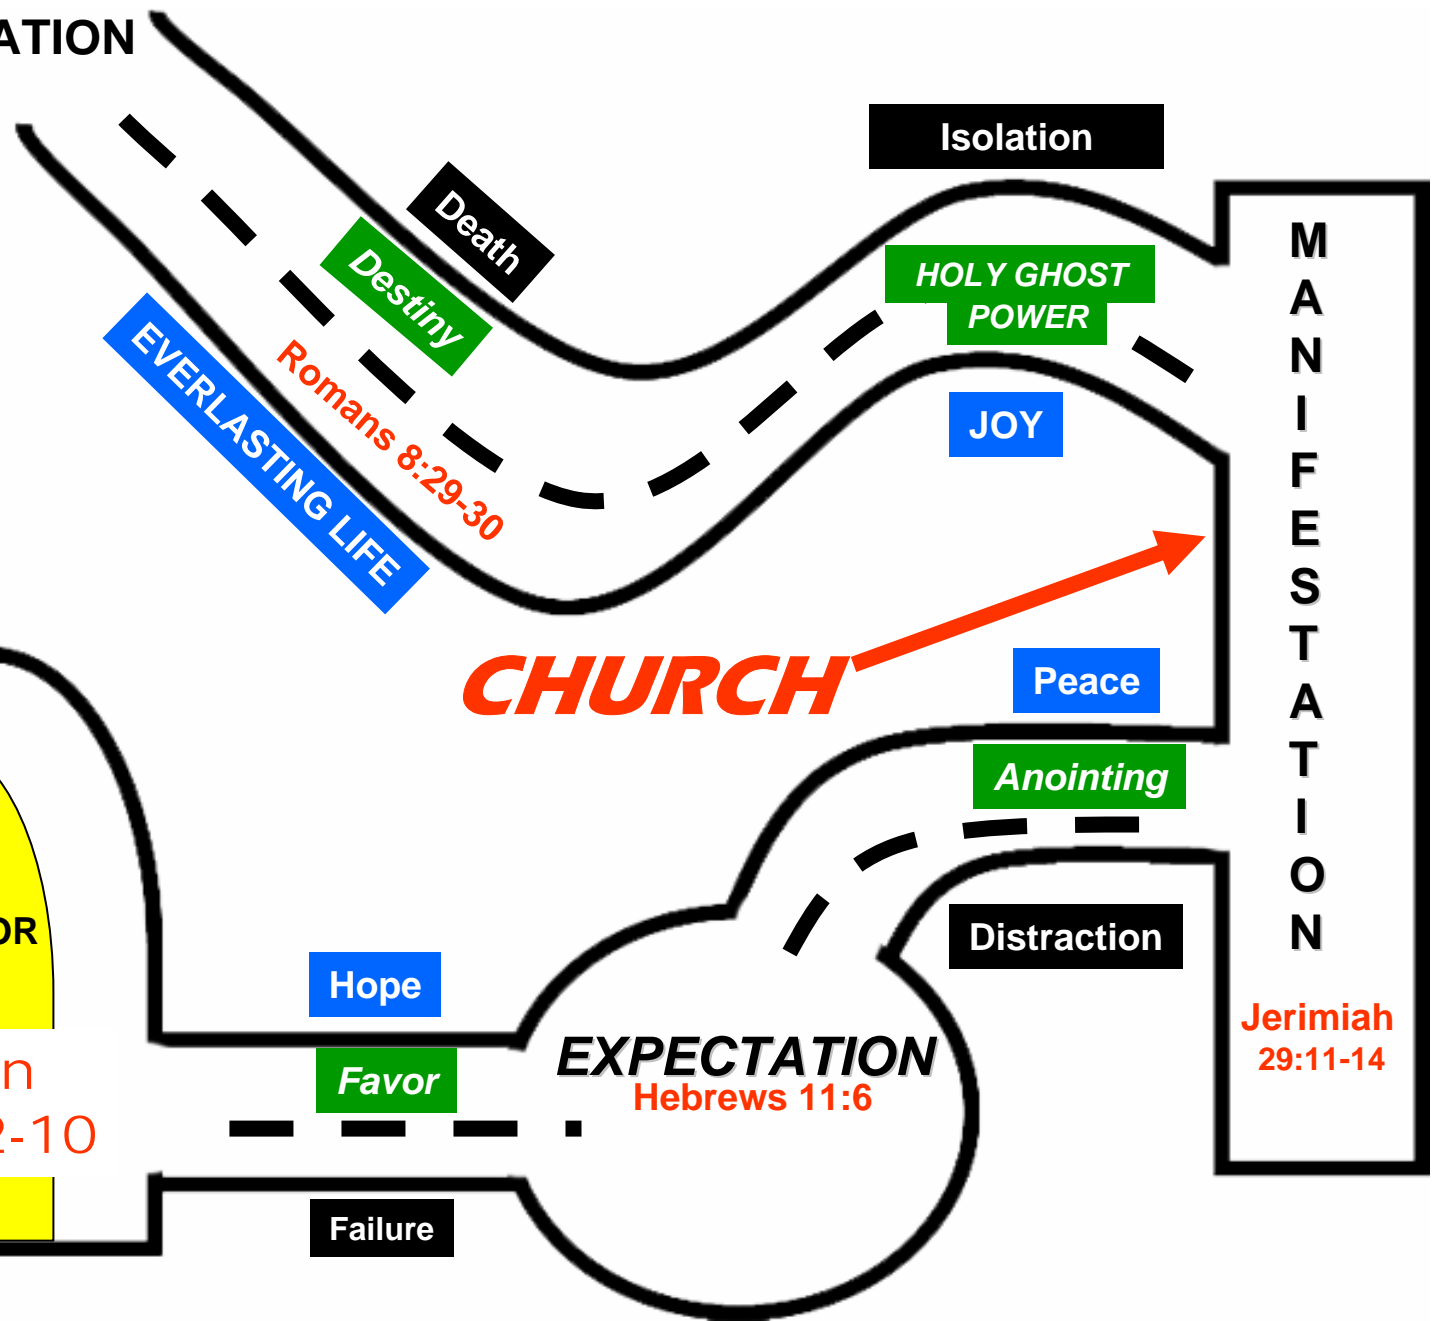 ATION
Isolation
Death
Destiny
HOLY GHOST
POWER
EVERLASTING LIFE
Romans 8:29-30
JOY
MANIFESTATION
CHURCH
Peace
Anointing
OR
Distraction
Hope
Jerimiah
29:11-14
EXPECTATION
Hebrews 11:6
n
Favor
2-10
Failure